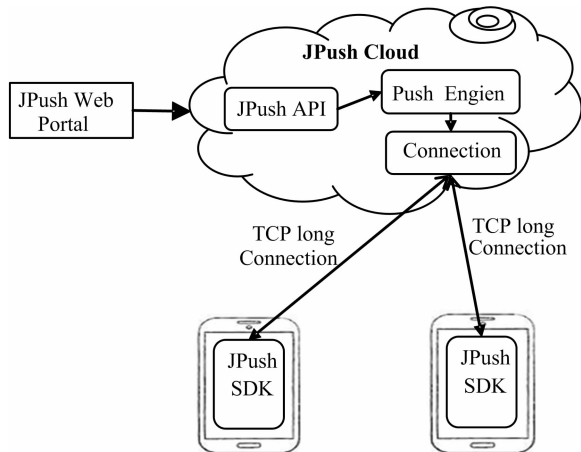 JPush Cloud
JPush Web
Portal
JPush API
Push Engien
Connection
TCP long
Connection
TCP long
Connection
JPush
SDK
JPush
SDK